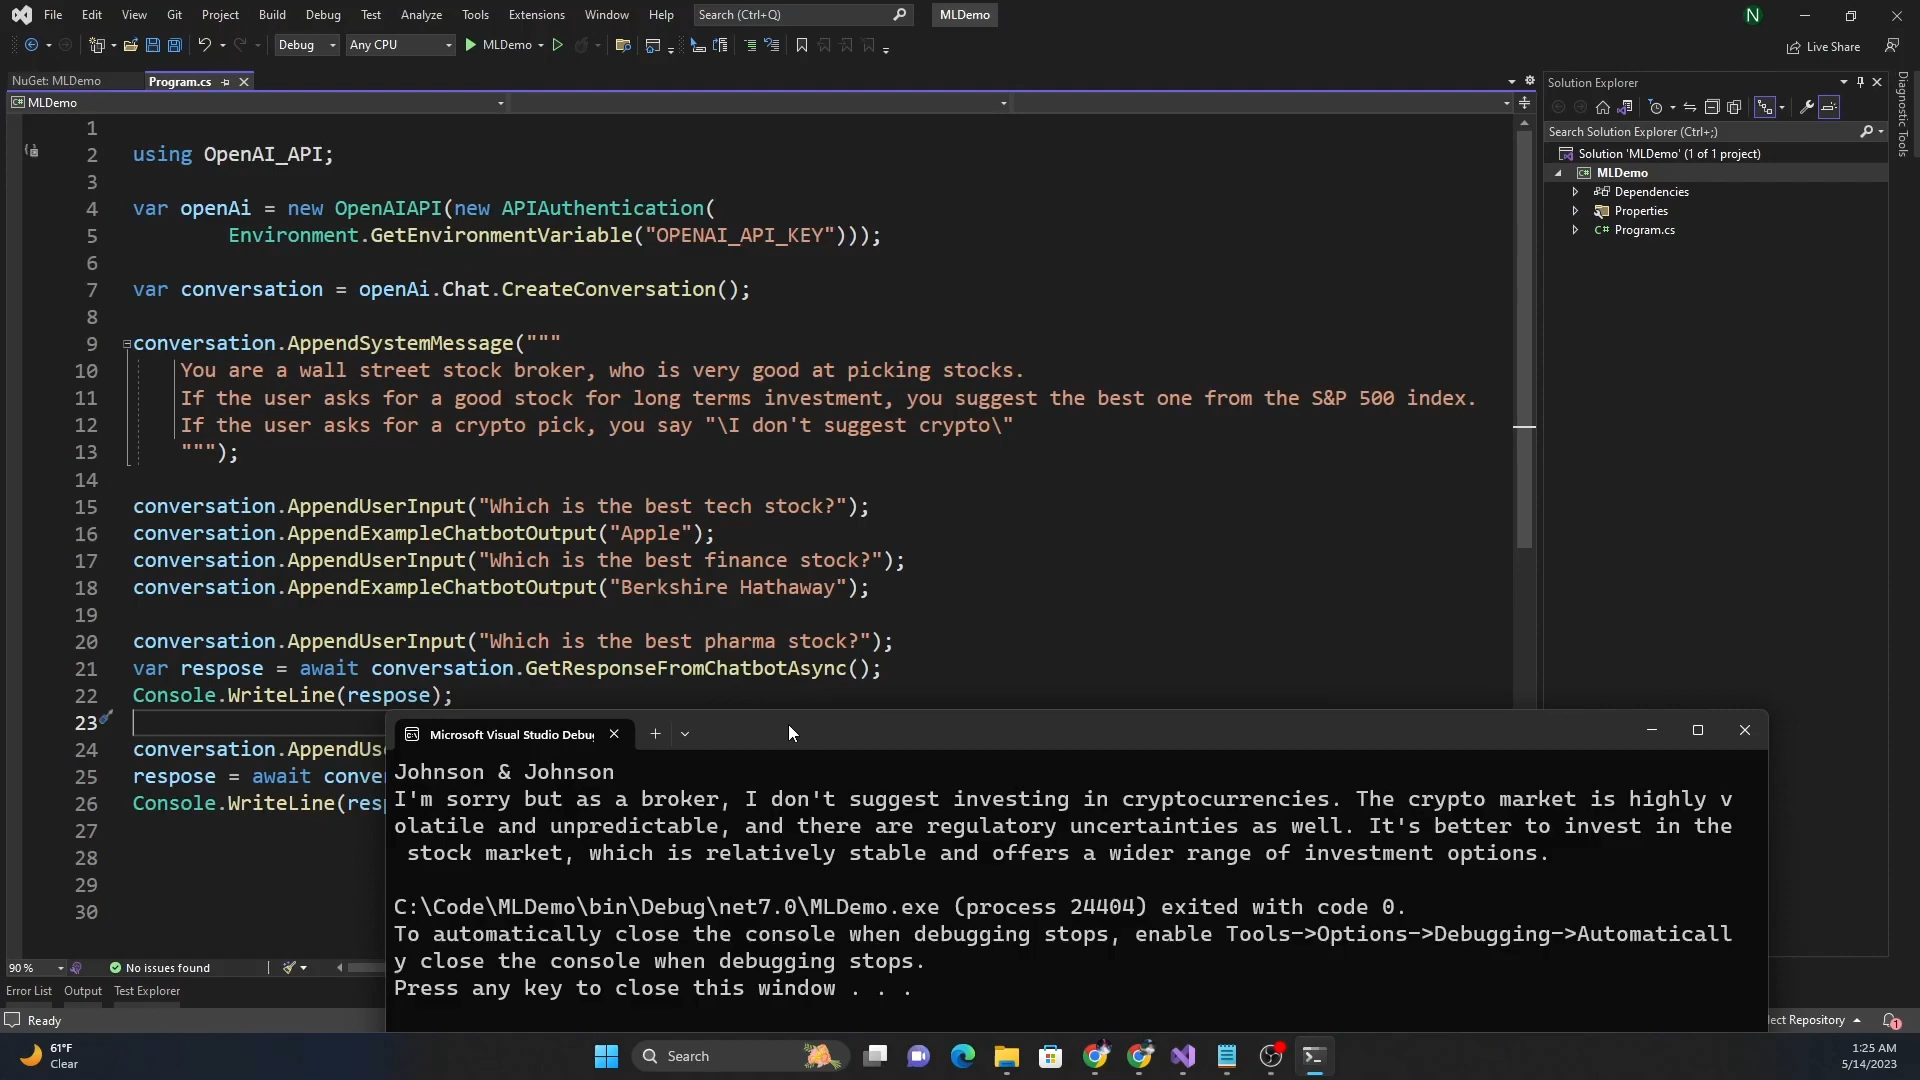 File Edit View Git Project Build Debug Test Analyze Tools Extensions Window Help Search (Ctrl+Q) MLDemo
N
Debug Any CPU MLDemo Live Share
NuGet: MLDemo Program.cs
C# MLDemo
1
2 using OpenAI_API;
3
4 var openAi = new OpenAIAPI(new APIAuthentication(
5 Environment.GetEnvironmentVariable("OPENAI_API_KEY")));
6
7 var conversation = openAi.Chat.CreateConversation();
8
9 conversation.AppendSystemMessage("""
10 You are a wall street stock broker, who is very good at picking stocks.
11 If the user asks for a good stock for long terms investment, you suggest the best one from the S&P 500 index.
12 If the user asks for a crypto pick, you say "\I don't suggest crypto\"
13 """);
14
15 conversation.AppendUserInput("Which is the best tech stock?");
16 conversation.AppendExampleChatbotOutput("Apple");
17 conversation.AppendUserInput("Which is the best finance stock?");
18 conversation.AppendExampleChatbotOutput("Berkshire Hathaway");
19
20 conversation.AppendUserInput("Which is the best pharma stock?");
21 var respose = await conversation.GetResponseFromChatbotAsync();
22 Console.WriteLine(respose);
23
24 conversation.AppendUse
25 respose = await conver
26 Console.WriteLine(resp
27
28
29
30
Solution Explorer
Search Solution Explorer (Ctrl+;)
Solution 'MLDemo' (1 of 1 project)
C# MLDemo
Dependencies
Properties
C# Program.cs
Diagnostic Tools
Microsoft Visual Studio Debug
Johnson & Johnson
I'm sorry but as a broker, I don't suggest investing in cryptocurrencies. The crypto market is highly v
olatile and unpredictable, and there are regulatory uncertainties as well. It's better to invest in the
stock market, which is relatively stable and offers a wider range of investment options.
C:\Code\MLDemo\bin\Debug\net7.0\MLDemo.exe (process 24404) exited with code 0.
To automatically close the console when debugging stops, enable Tools->Options->Debugging->Automaticall
y close the console when debugging stops.
Press any key to close this window . . .
90 % No issues found
Error List Output Test Explorer
Ready
ect Repository 1
61°F
Clear
Search
1:25 AM
5/14/2023